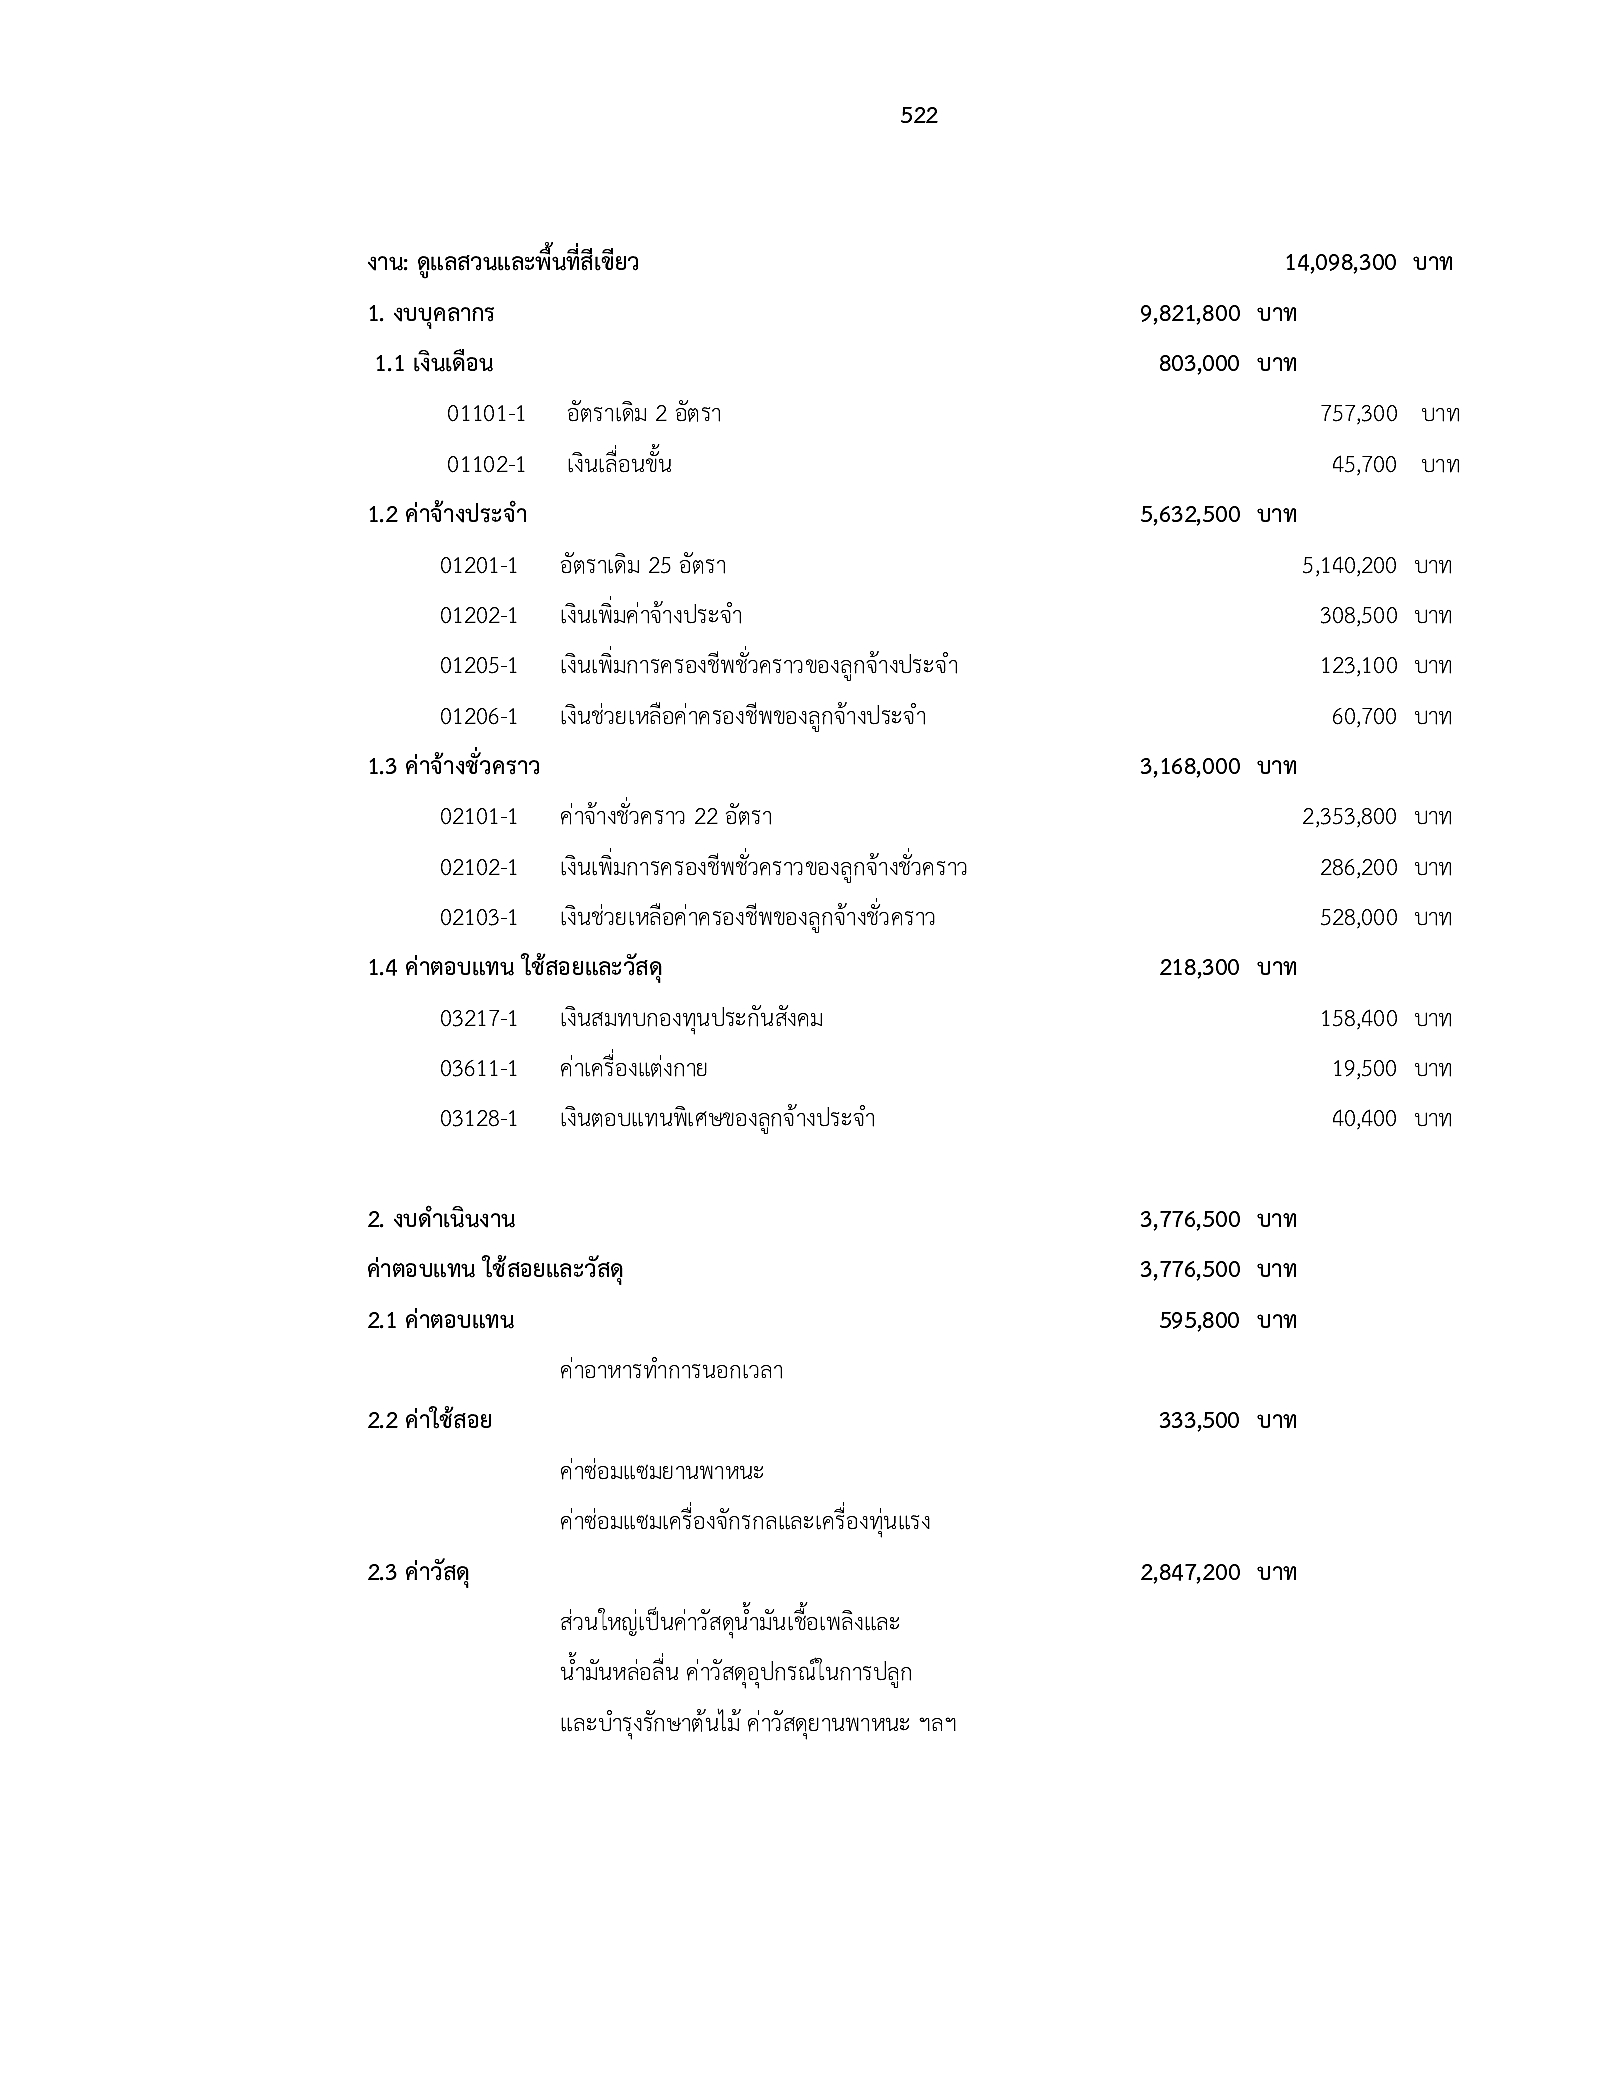 522
งาน: ดูแลสวนและพื้นที่สีเขียว 14,098,300 บาท
1. งบบุคลากร 9,821,800 บาท
1.1 เงินเดือน 803,000 บาท
01101-1 อัตราเดิม 2 อัตรา 757,300 บาท
01102-1 เงินเลื่อนขั้น 45,700 บาท
1.2 ค่าจ้างประจำ 5,632,500 บาท
01201-1 อัตราเดิม 25 อัตรา 5,140,200 บาท
01202-1 เงินเพิ่มค่าจ้างประจำ 308,500 บาท
01205-1 เงินเพิ่มการครองชีพชั่วคราวของลูกจ้างประจำ 123,100 บาท
01206-1 เงินช่วยเหลือค่าครองชีพของลูกจ้างประจำ 60,700 บาท
1.3 ค่าจ้างชั่วคราว 3,168,000 บาท
02101-1 ค่าจ้างชั่วคราว 22 อัตรา 2,353,800 บาท
02102-1 เงินเพิ่มการครองชีพชั่วคราวของลูกจ้างชั่วคราว 286,200 บาท
02103-1 เงินช่วยเหลือค่าครองชีพของลูกจ้างชั่วคราว 528,000 บาท
1.4 ค่าตอบแทน ใช้สอยและวัสดุ 218,300 บาท
03217-1 เงินสมทบกองทุนประกันสังคม 158,400 บาท
03611-1 ค่าเครื่องแต่งกาย 19,500 บาท
03128-1 เงินตอบแทนพิเศษของลูกจ้างประจำ 40,400 บาท
2. งบดำเนินงาน 3,776,500 บาท
ค่าตอบแทน ใช้สอยและวัสดุ 3,776,500 บาท
2.1 ค่าตอบแทน 595,800 บาท
ค่าอาหารทำการนอกเวลา
2.2 ค่าใช้สอย 333,500 บาท
ค่าซ่อมแซมยานพาหนะ
ค่าซ่อมแซมเครื่องจักรกลและเครื่องทุ่นแรง
2.3 ค่าวัสดุ 2,847,200 บาท
ส่วนใหญ่เป็นค่าวัสดุน้ำมันเชื้อเพลิงและ
น้ำมันหล่อลื่น ค่าวัสดุอุปกรณ์ในการปลูก
และบำรุงรักษาต้นไม้ ค่าวัสดุยานพาหนะ ฯลฯ